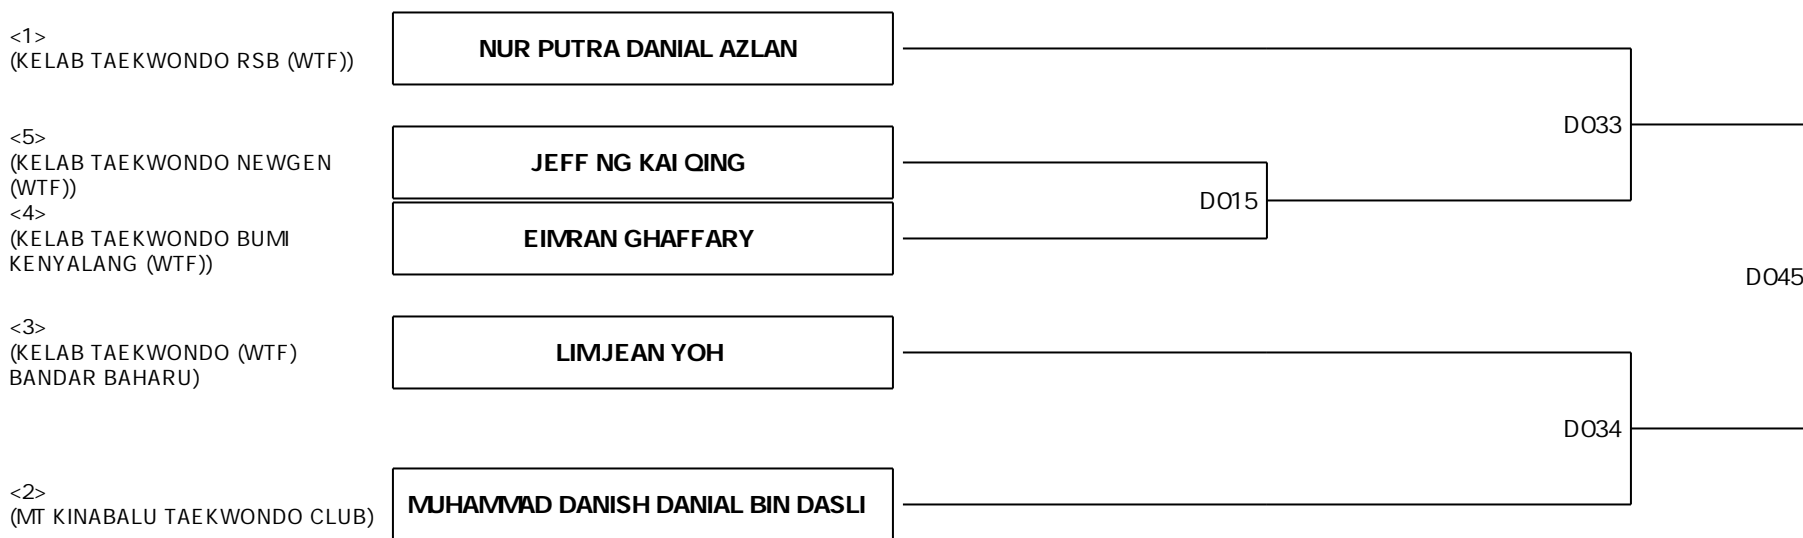 <1>
(KELAB TAEKWONDO RSB (WTF))
NUR PUTRA DANIAL AZLAN
D033
<5>
(KELAB TAEKWONDO NEWGEN
(WTF))
JEFF NG KAI QING
D015
<4>
(KELAB TAEKWONDO BUMI
KENYALANG (WTF))
EIMRAN GHAFFARY
D045
<3>
(KELAB TAEKWONDO (WTF)
BANDAR BAHARU)
LIM JEAN YOH
D034
<2>
(MT KINABALU TAEKWONDO CLUB)
MUHAMMAD DANISH DANIAL BIN DASLI